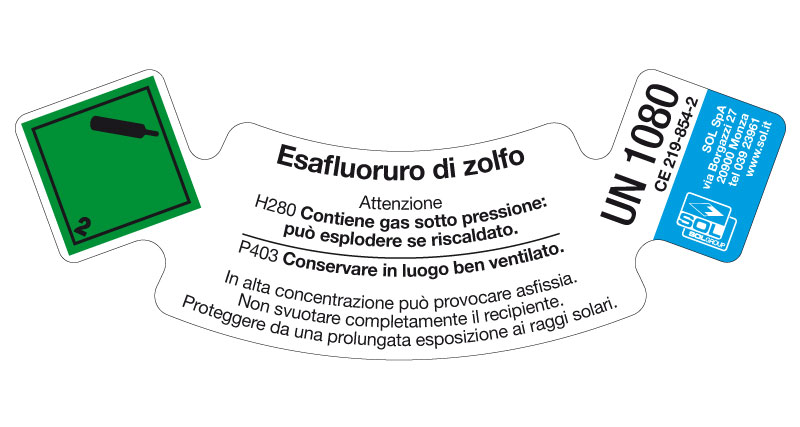 2
Esafluoruro di zolfo
Attenzione
H280 Contiene gas sotto pressione:
può esplodere se riscaldato.
P403 Conservare in luogo ben ventilato.
In alta concentrazione può provocare asfissia.
Non svuotare completamente il recipiente.
Proteggere da una prolungata esposizione ai raggi solari.
UN 1080
CE 219-854-2
SOL SpA
via Borgazzi 27
20900 Monza
tel 039 23961
www.sol.it
SOL
SOLGROUP